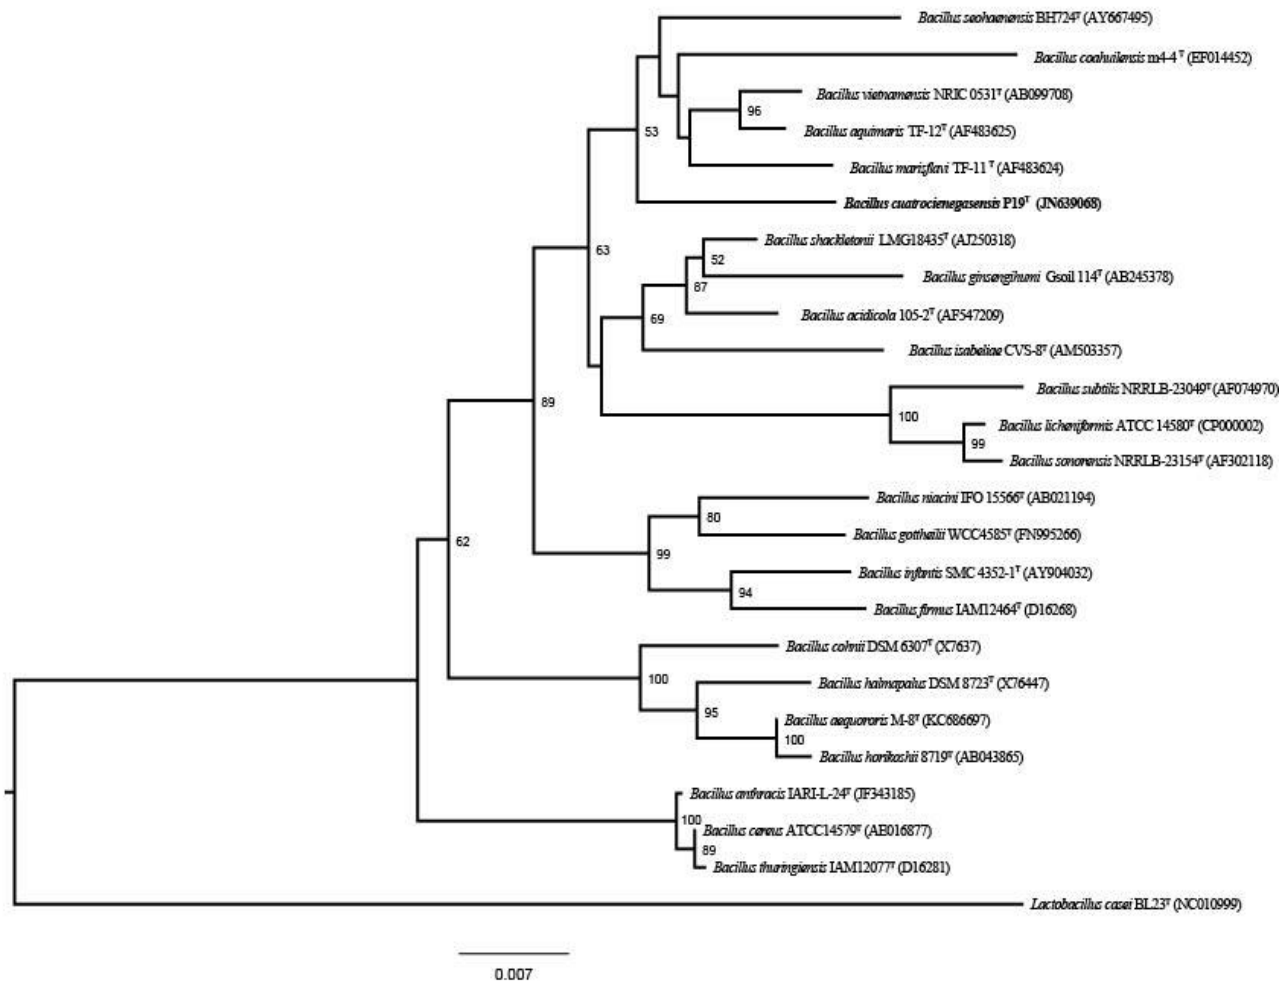 Bacillus seohaenensis BH724ᵀ (AY667495)
Bacillus coahuilensis m4-4 ᵀ (EF014452)
Bacillus vietnamensis NRIC 0531ᵀ (AB099708)
96
Bacillus aquimaris TF-12ᵀ (AF483625)
53
Bacillus marisflavi TF-11 ᵀ (AF483624)
Bacillus cuatrocienegasensis P19ᵀ (JN639068)
Bacillus shackletonii LMG18435ᵀ (AJ250318)
63
52
Bacillus ginsengihumi Gsoil 114ᵀ (AB245378)
87
Bacillus acidicola 105-2ᵀ (AF547209)
69
Bacillus isabeliae CVS-8ᵀ (AM503357)
Bacillus subtilis NRRLB-23049ᵀ (AF074970)
89
100
Bacillus licheniformis ATCC 14580ᵀ (CP000002)
99
Bacillus sonorensis NRRLB-23154ᵀ (AF302118)
Bacillus niacini IFO 15566ᵀ (AB021194)
80
Bacillus gottheilii WCC4585ᵀ (FN995266)
62
99
Bacillus infantis SMC 4352-1ᵀ (AY904032)
94
Bacillus firmus IAM12464ᵀ (D16268)
Bacillus cohnii DSM 6307ᵀ (X7637)
100
Bacillus halmapalus DSM 8723ᵀ (X76447)
95
Bacillus aequororis M-8ᵀ (KC686697)
100
Bacillus horikoshii 8719ᵀ (AB043865)
Bacillus anthracis IARI-L-24ᵀ (JF343185)
100
Bacillus cereus ATCC14579ᵀ (AE016877)
89
Bacillus thuringiensis IAM12077ᵀ (D16281)
Lactobacillus casei BL23ᵀ (NC010999)
0.007